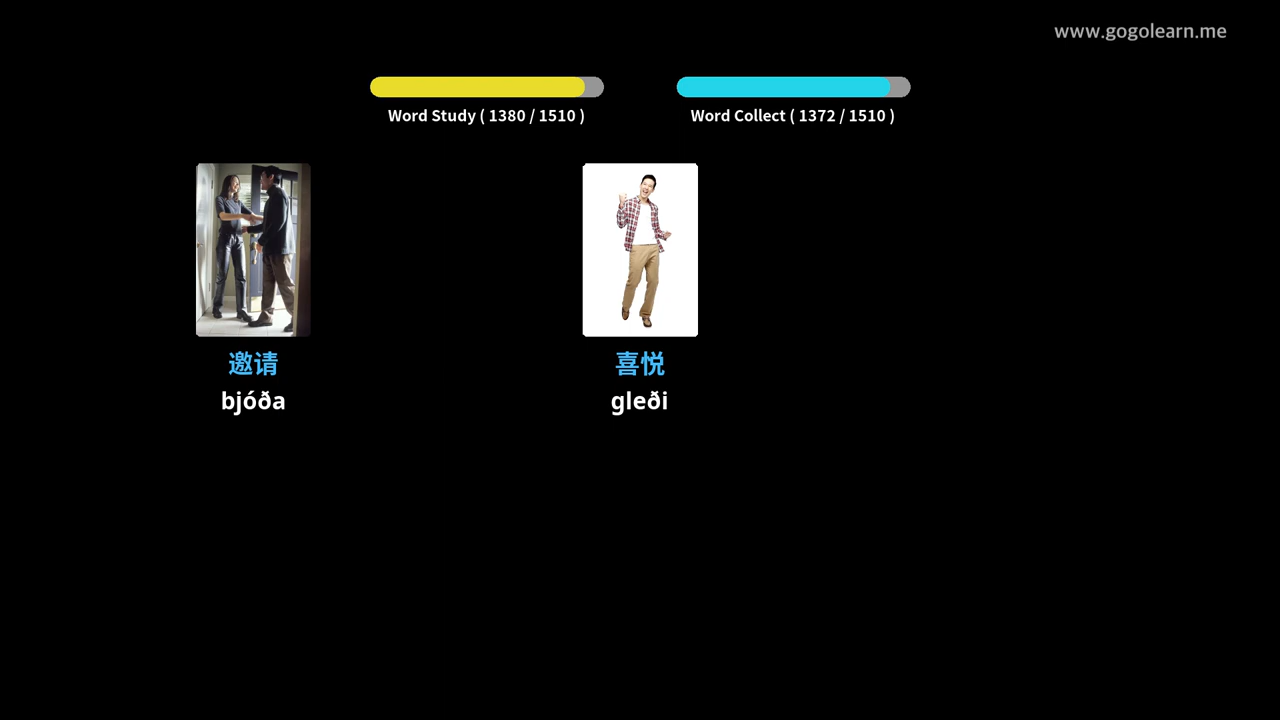 www.gogolearn.me
Word Study ( 1380 / 1510 )
Word Collect ( 1372 / 1510 )
邀请
bjóða
喜悦
gleði